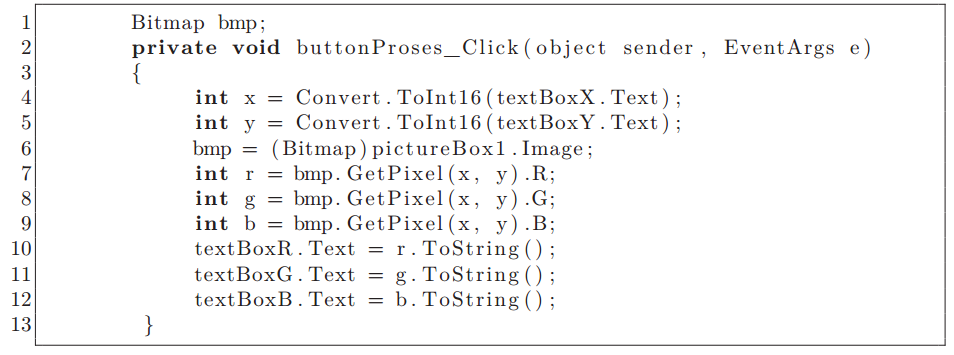 1 Bitmap bmp;
2 private void buttonProses_Click(object sender, EventArgs e)
3 {
4 int x = Convert.ToInt16(textBoxX.Text);
5 int y = Convert.ToInt16(textBoxY.Text);
6 bmp = (Bitmap)pictureBox1.Image;
7 int r = bmp.GetPixel(x, y).R;
8 int g = bmp.GetPixel(x, y).G;
9 int b = bmp.GetPixel(x, y).B;
10 textBoxR.Text = r.ToString();
11 textBoxG.Text = g.ToString();
12 textBoxB.Text = b.ToString();
13 }